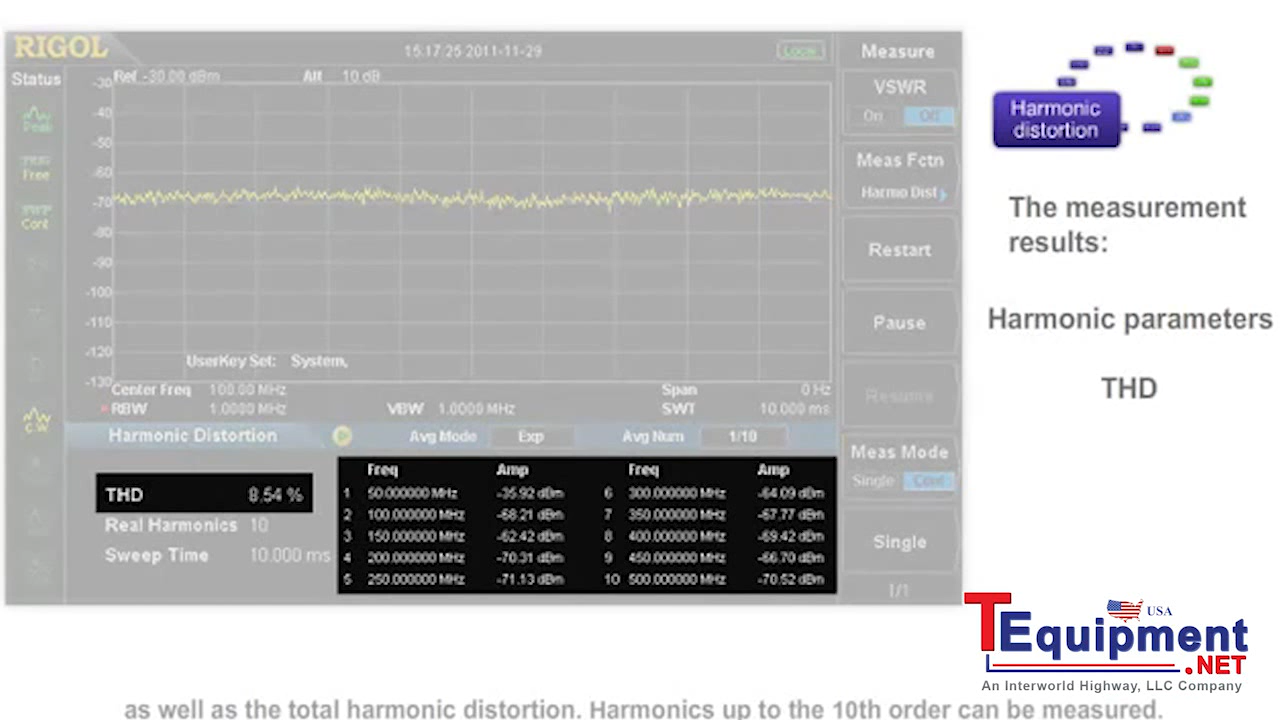 RIGOL
15:17:25 2011-11-29
Local
Status
Ref -30.00 dBm
Att 10 dB
-30
-40
-50
-60
-70
-80
-90
-100
-110
-120
-130
Peak
TRIG
Free
SWP
Cont
C.W
UserKey Set: System,
Center Freq 100.00 MHz
Span 0 Hz
RBW 1.0000 MHz
VBW 1.0000 MHz
SWT 10.000 ms
Harmonic Distortion
Avg Mode Exp
Avg Num 1/10
THD 8.54 %
Real Harmonics 10
Sweep Time 10.000 ms
Freq Amp Freq Amp
1 50.000000 MHz -35.92 dBm 6 300.000000 MHz -64.09 dBm
2 100.000000 MHz -68.21 dBm 7 350.000000 MHz -67.77 dBm
3 150.000000 MHz -62.42 dBm 8 400.000000 MHz -69.42 dBm
4 200.000000 MHz -70.31 dBm 9 450.000000 MHz -66.70 dBm
5 250.000000 MHz -71.13 dBm 10 500.000000 MHz -70.52 dBm
Measure
VSWR
On Off
Meas Fctn
Harmo Dist
Restart
Pause
Resume
Meas Mode
Single Cont
Single
1/1
Harmonic
distortion
The measurement
results:
Harmonic parameters
THD
USA
TEquipment
.NET
An Interworld Highway, LLC Company
as well as the total harmonic distortion. Harmonics up to the 10th order can be measured.